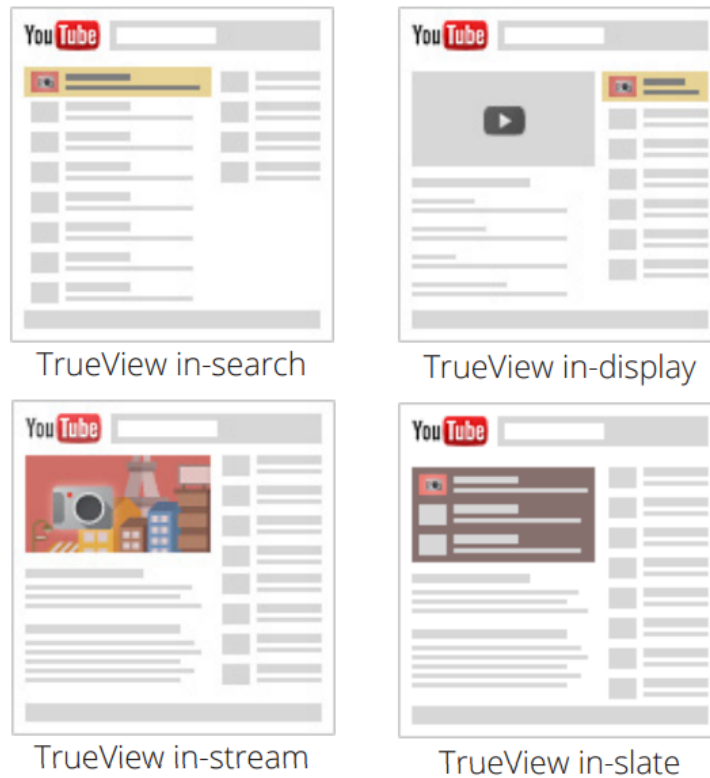 YouTube
YouTube
TrueView in-search
TrueView in-display
YouTube
YouTube
TrueView in-stream
TrueView in-slate